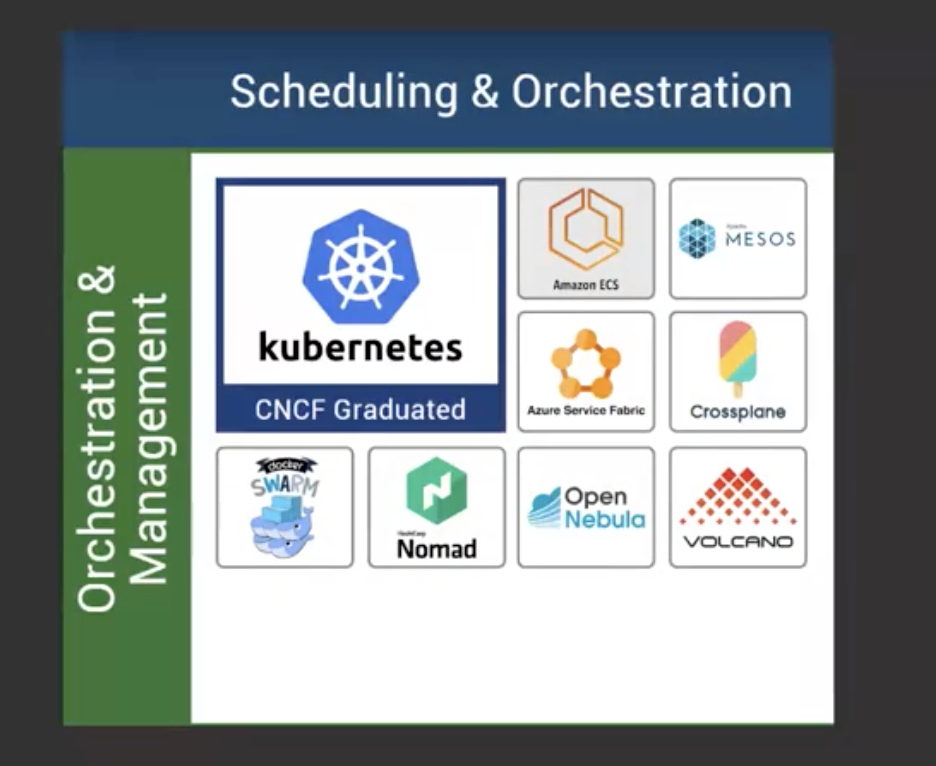 Scheduling & Orchestration
Orchestration &
Management
kubernetes
CNCF Graduated
Amazon ECS
Apache
MESOS
Azure Service Fabric
Crossplane
docker
SWARM
HashiCorp
Nomad
Open
Nebula
VOLCANO